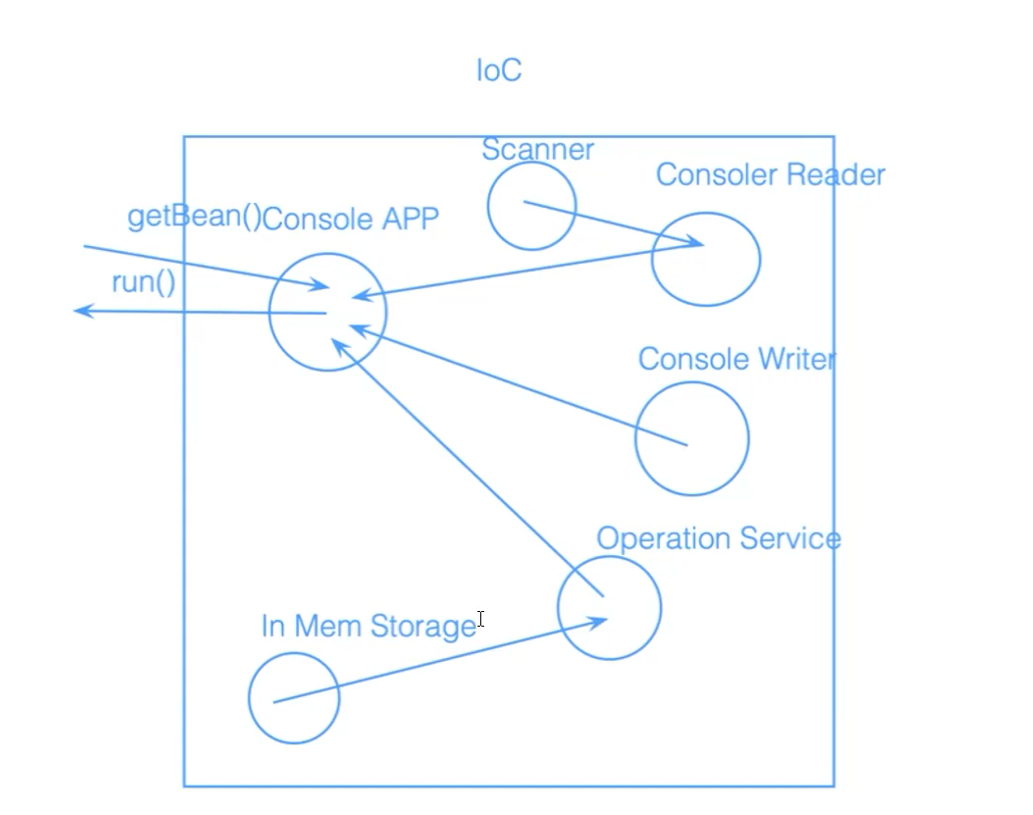 IoC
Scanner
Consoler Reader
getBean()
Console APP
run()
Console Writer
Operation Service
In Mem Storage